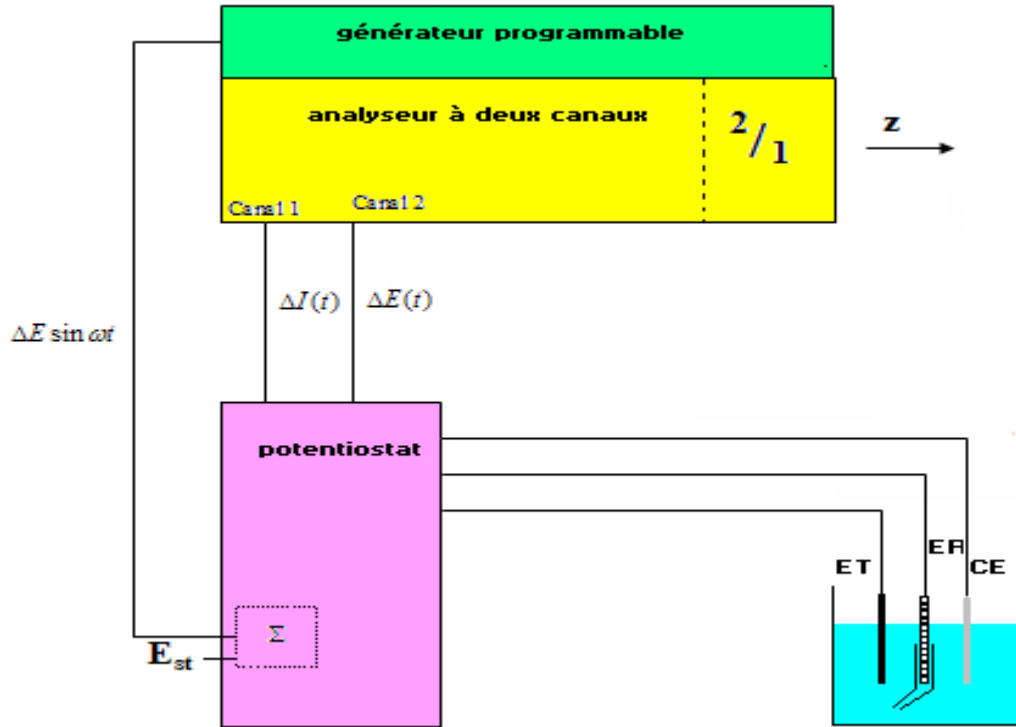 générateur programmable
analyseur à deux canaux
2/1
z
Canal 1
Canal 2
ΔI(t)
ΔE(t)
ΔE sin ωt
potentiostat
ET
ER
CE
Σ
E_st